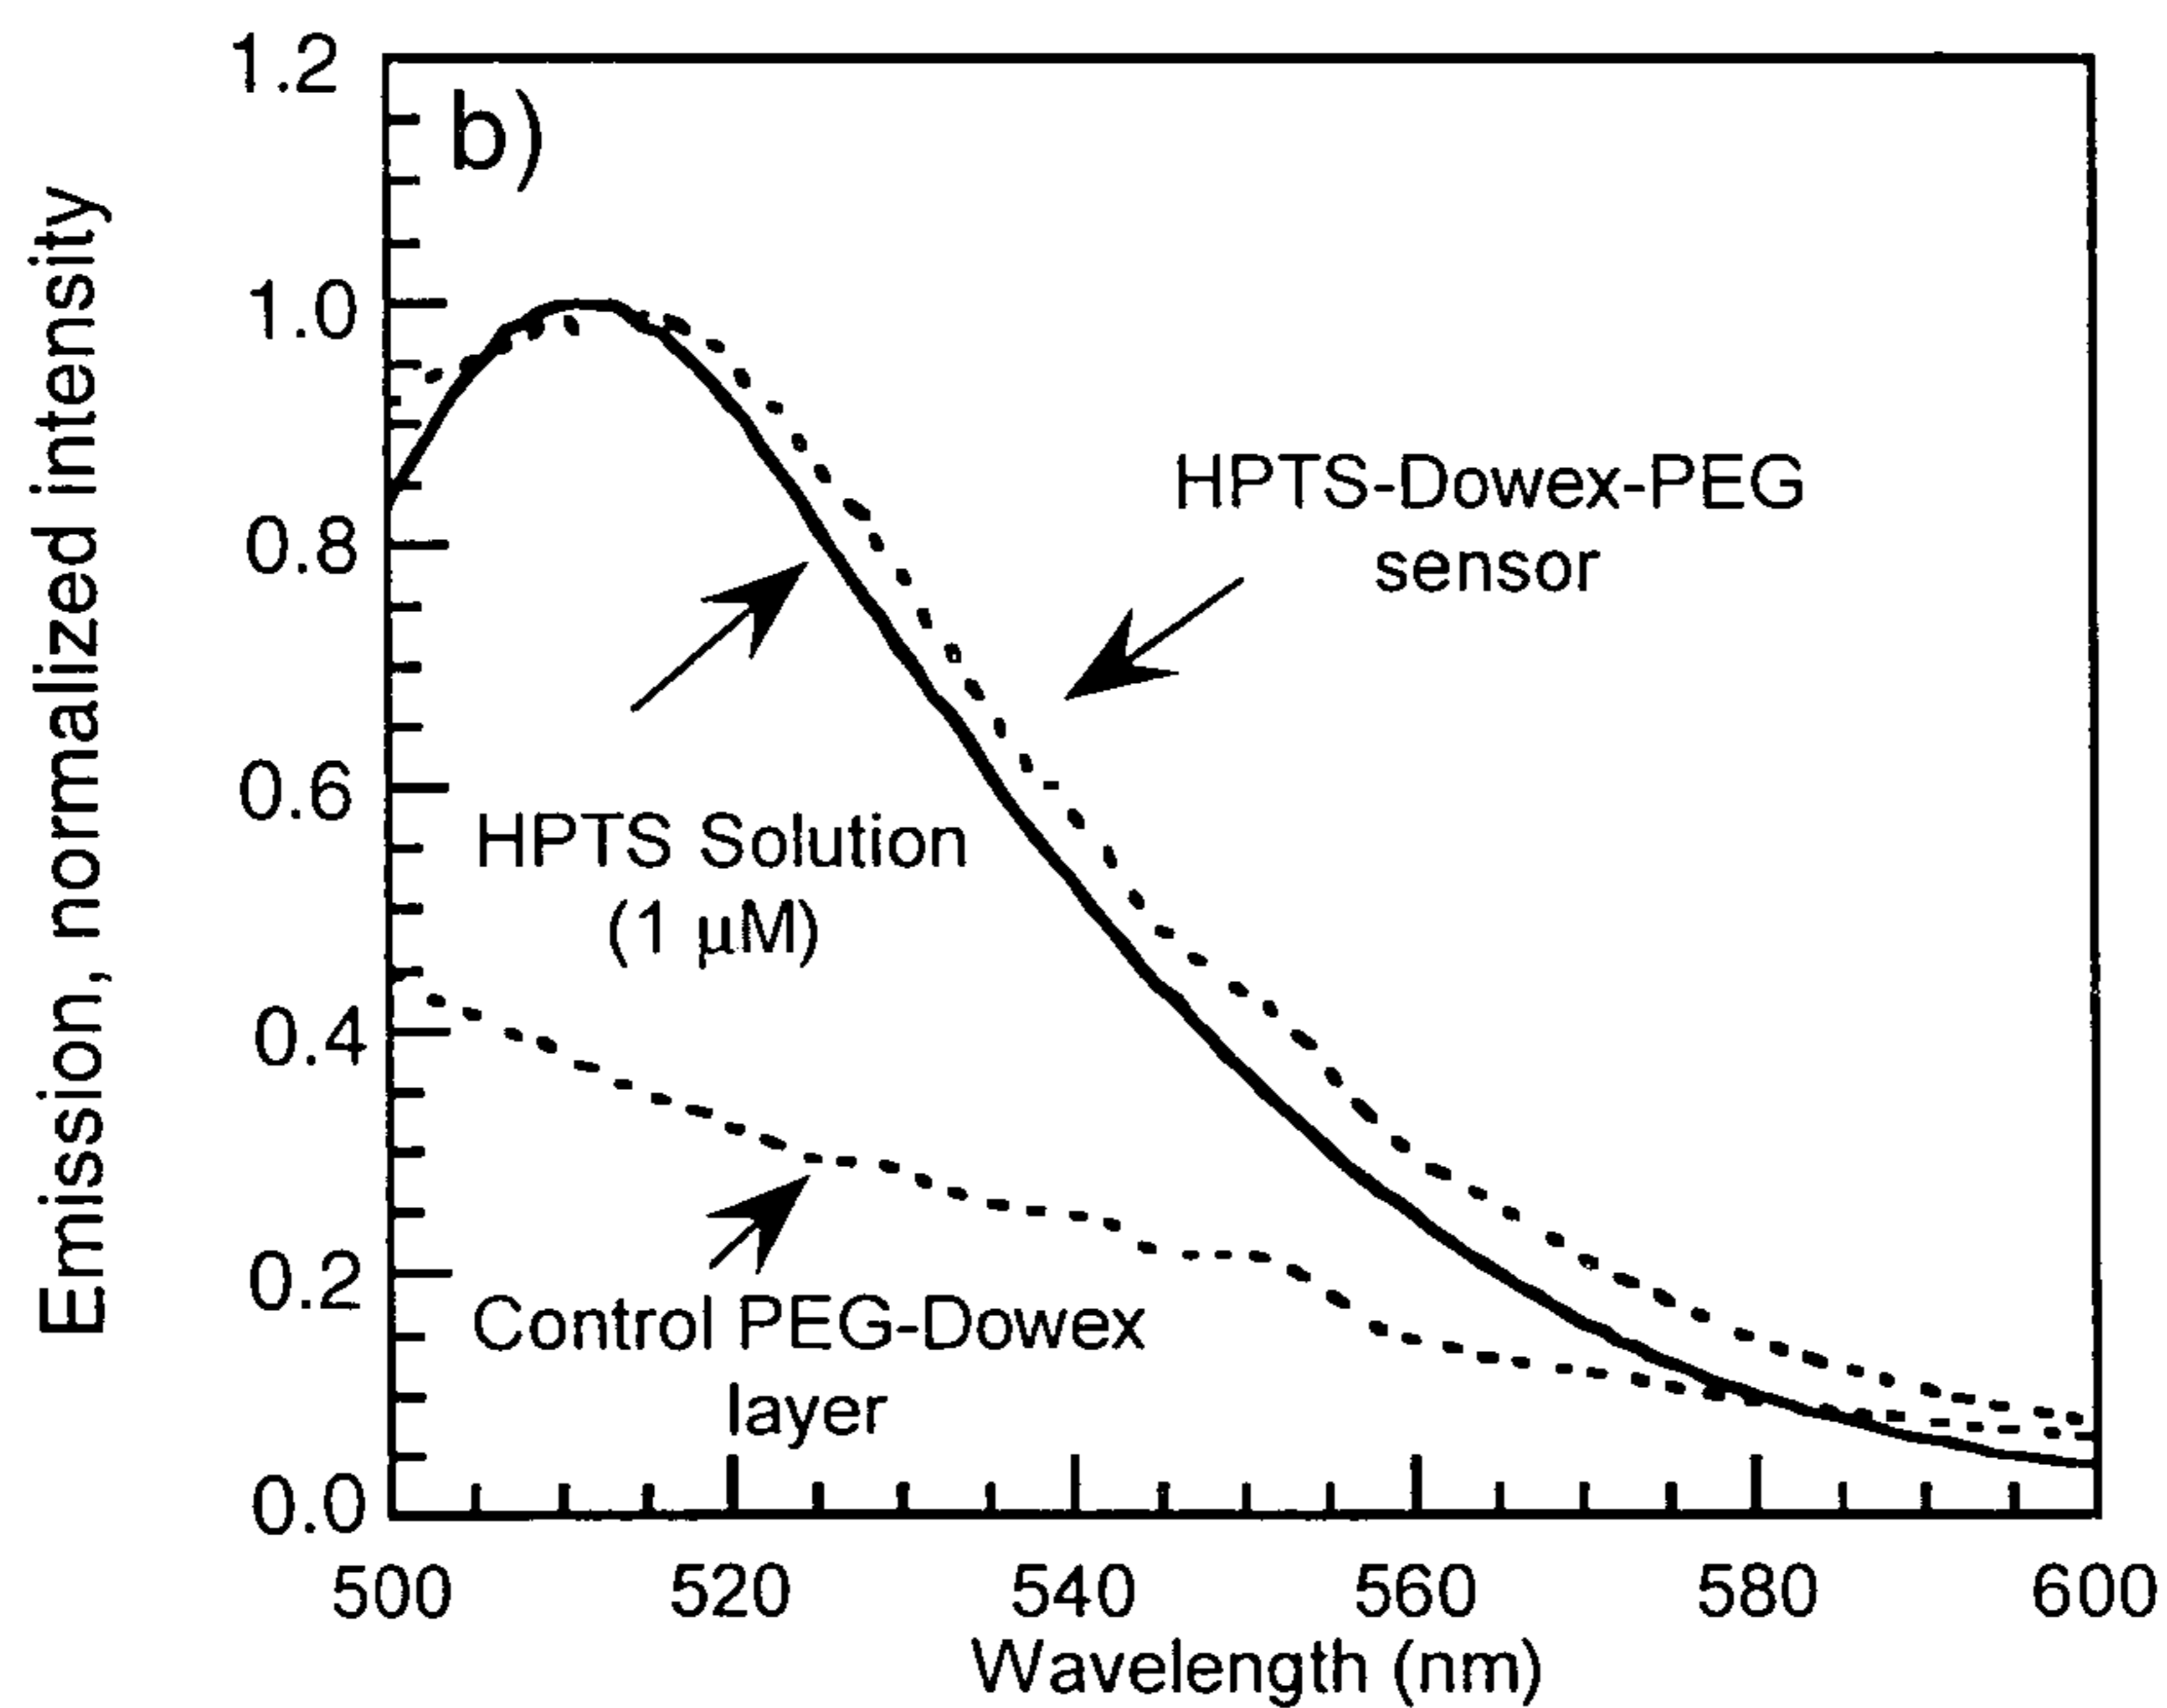 b)
Emission, normalized intensity
1.2
1.0
0.8
0.6
0.4
0.2
0.0
HPTS-Dowex-PEG
sensor
HPTS Solution
(1 µM)
Control PEG-Dowex
layer
500 520 540 560 580 600
Wavelength (nm)